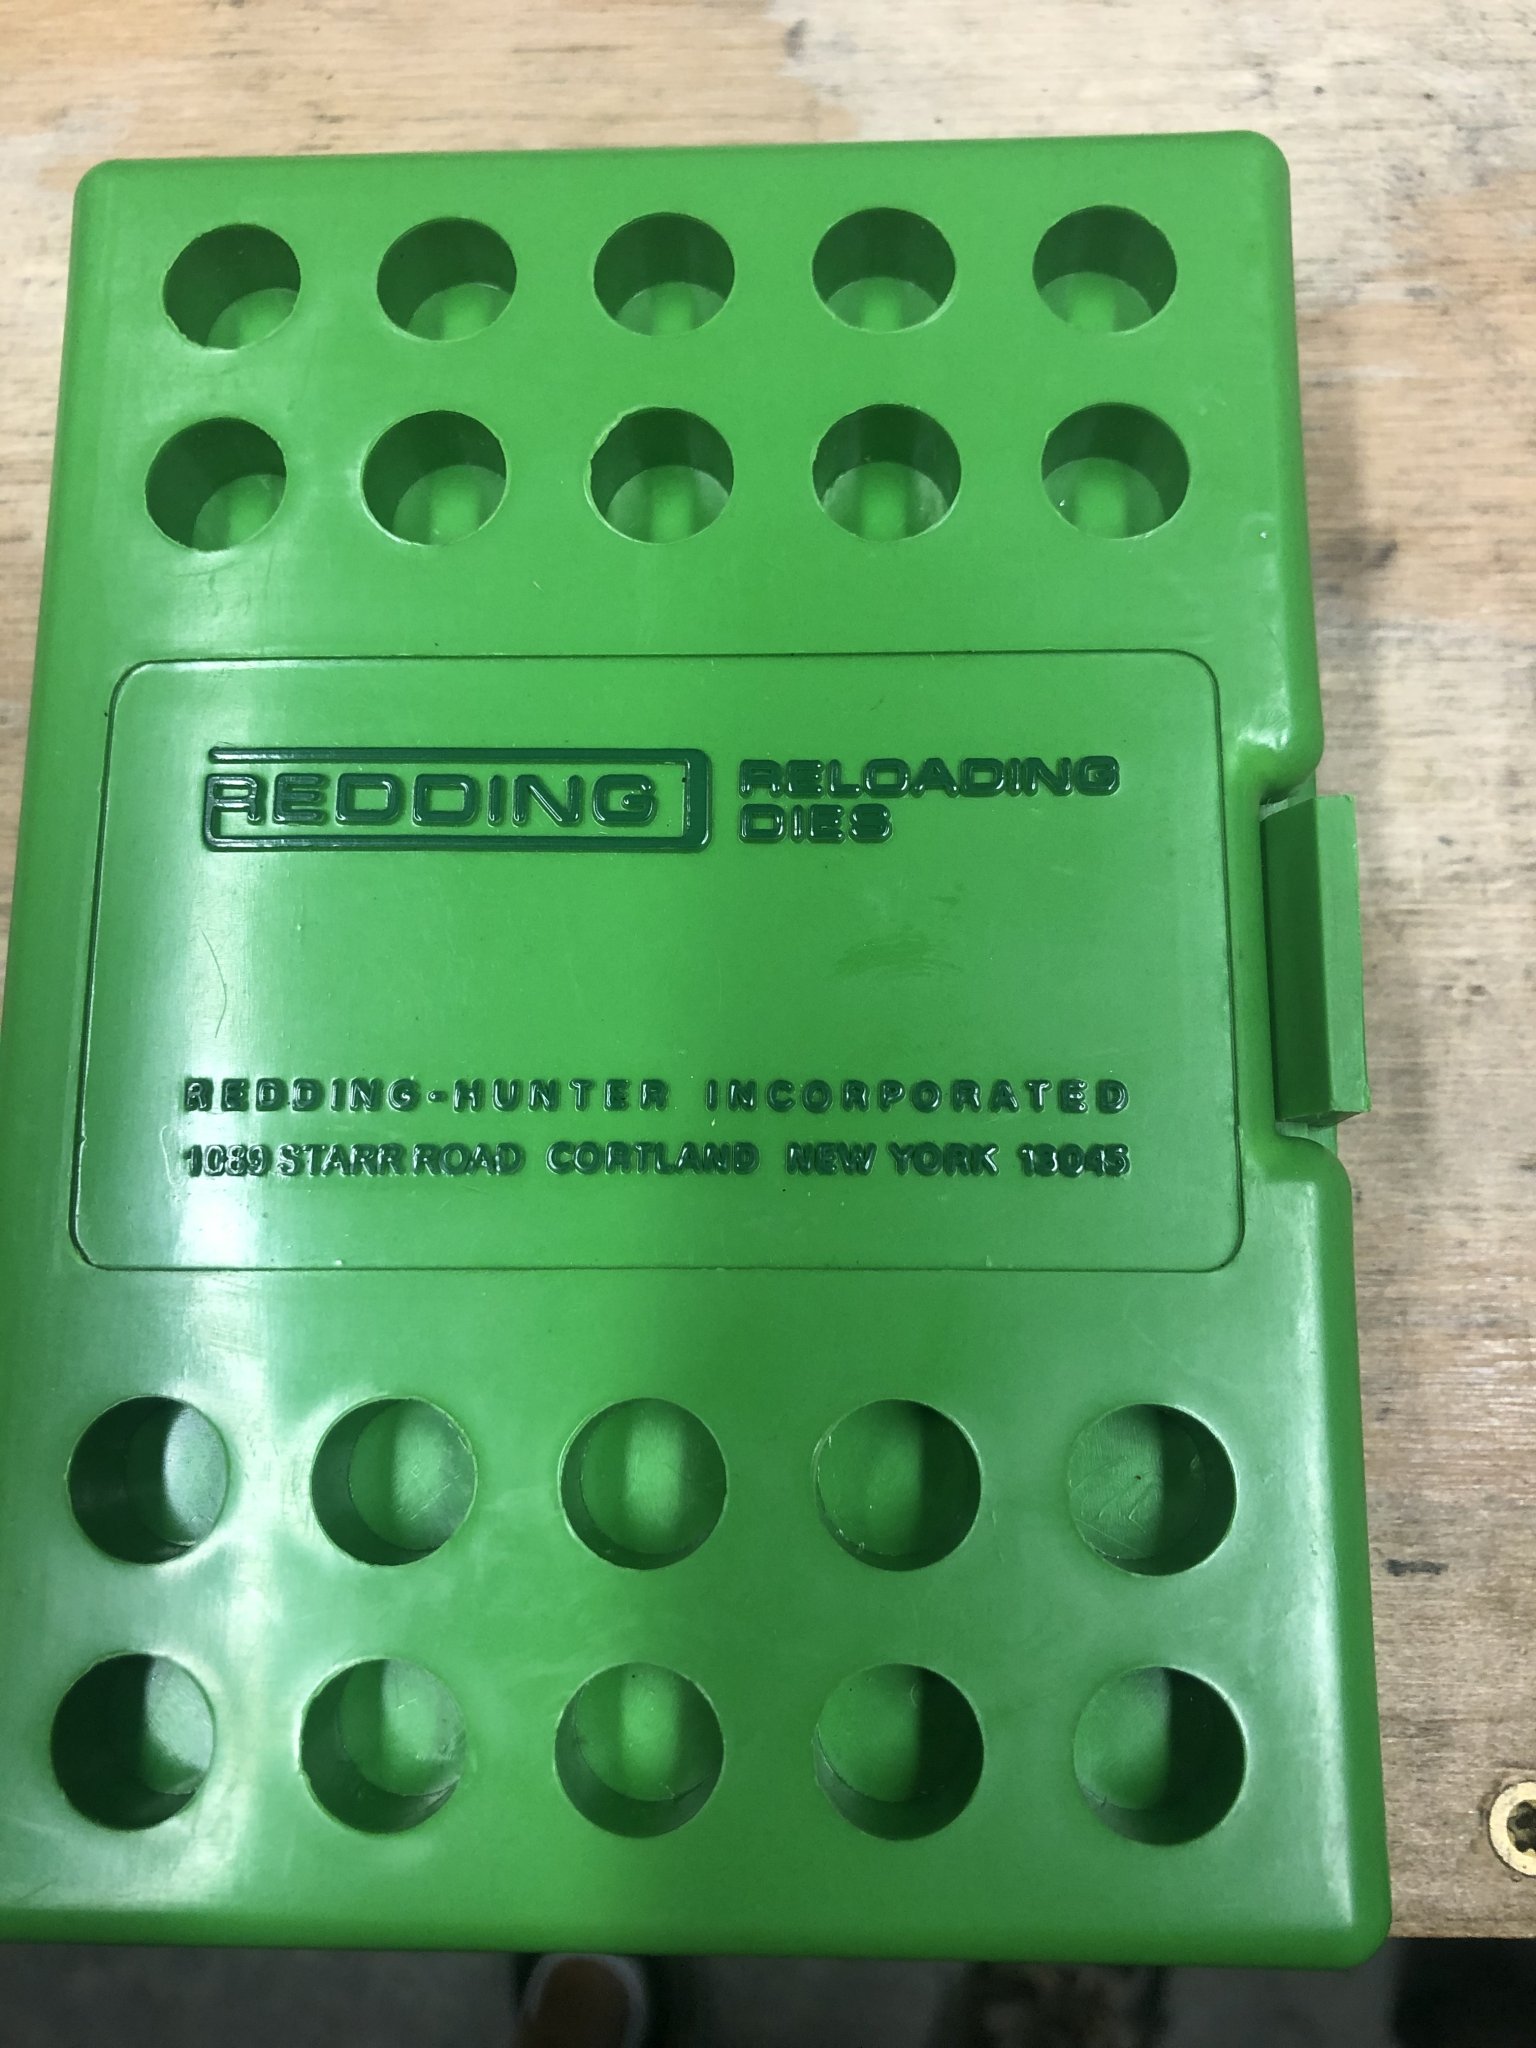 REDDING RELOADING
DIES
REDDING-HUNTER INCORPORATED
1089 STARR ROAD CORTLAND NEW YORK 13045